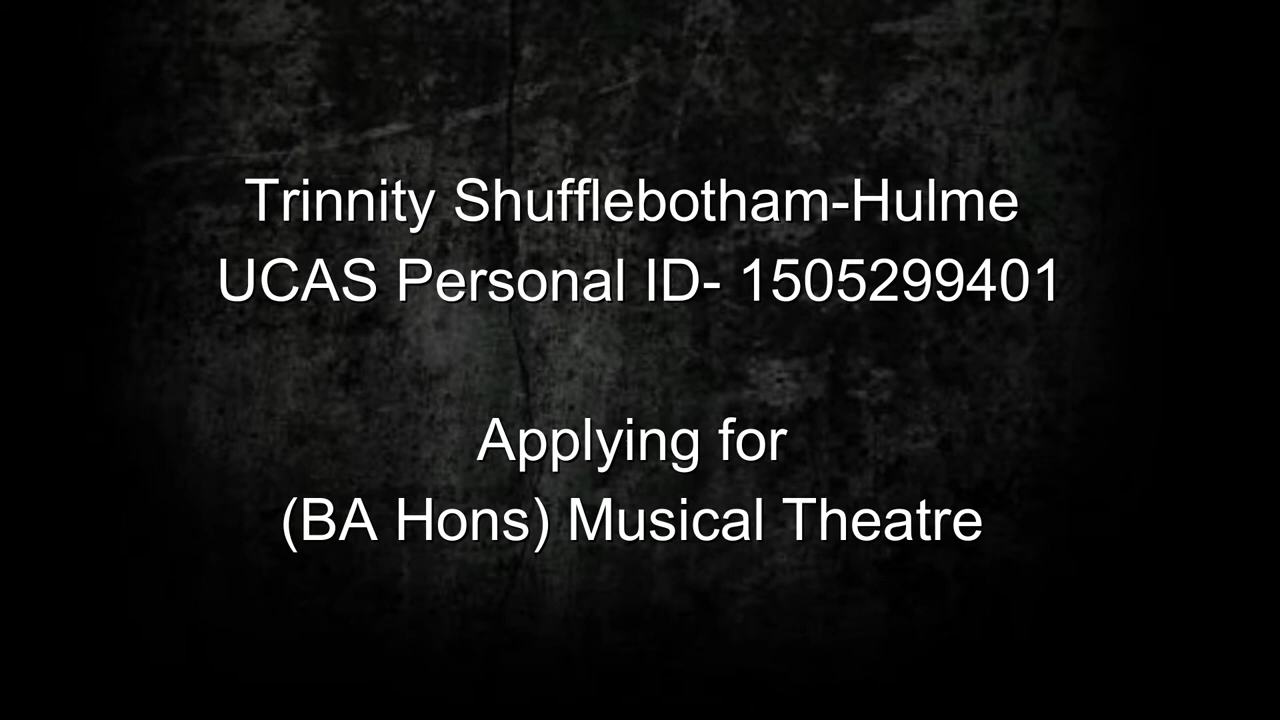 Trinnity Shufflebotham-Hulme
UCAS Personal ID- 1505299401
Applying for
(BA Hons) Musical Theatre